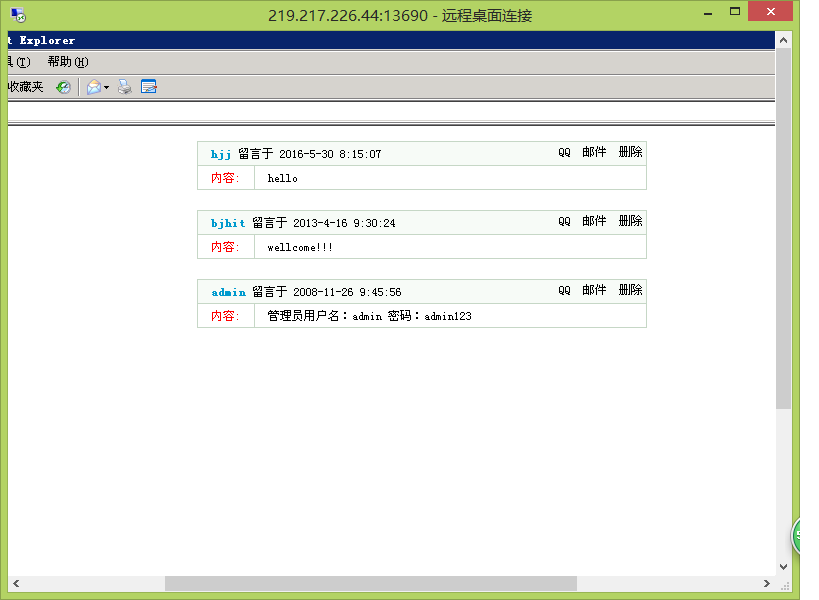 219.217.226.44:13690 - 远程桌面连接
t Explorer
具(T) 帮助(H)
收藏夹
hjj 留言于 2016-5-30 8:15:07 QQ 邮件 删除
内容: hello
bjhit 留言于 2013-4-16 9:30:24 QQ 邮件 删除
内容: wellcome!!!
admin 留言于 2008-11-26 9:45:56 QQ 邮件 删除
内容: 管理员用户名：admin 密码：admin123